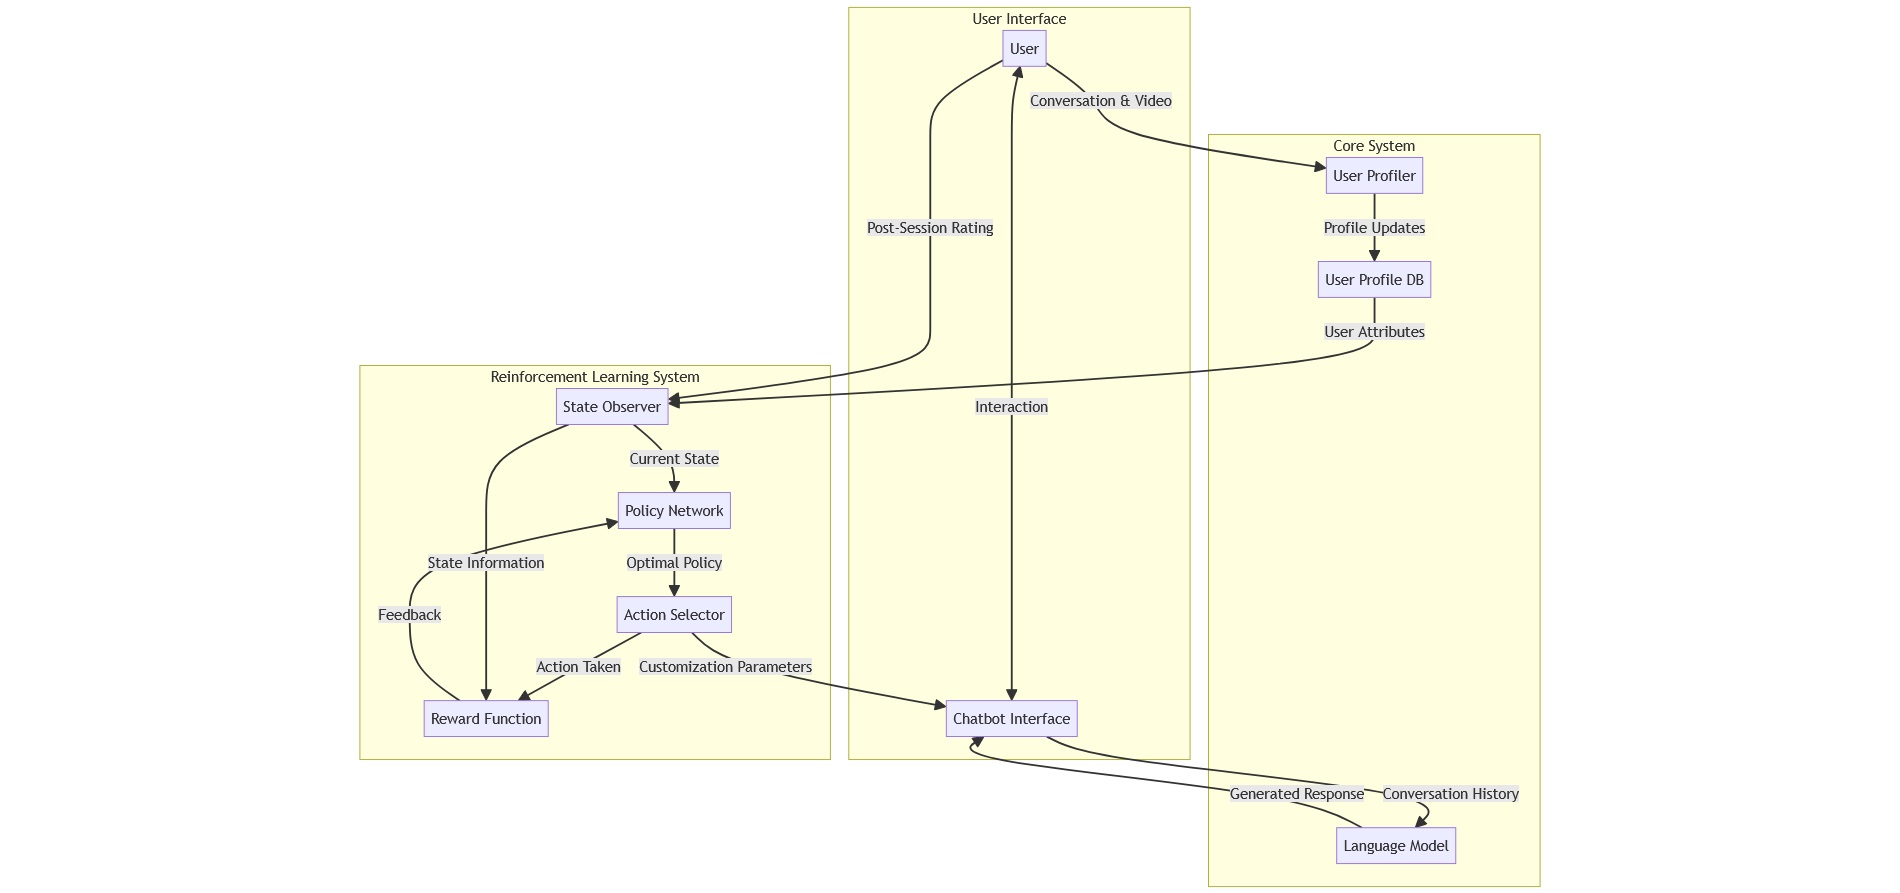 User Interface
User
Conversation & Video
Core System
User Profiler
Post-Session Rating
Profile Updates
User Profile DB
User Attributes
Reinforcement Learning System
State Observer
Interaction
Current State
Policy Network
State Information
Optimal Policy
Feedback
Action Selector
Action Taken
Customization Parameters
Reward Function
Chatbot Interface
Generated Response
Conversation History
Language Model